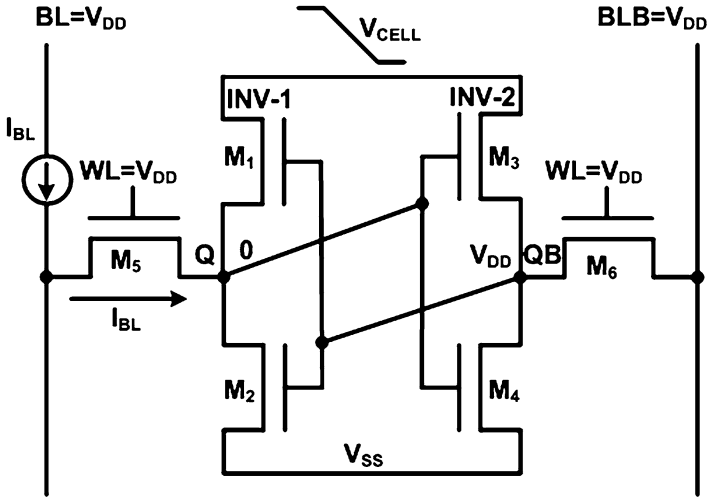 BL=VDD
VCELL
BLB=VDD
INV-1
INV-2
IBL
M1
M3
WL=VDD
WL=VDD
Q
0
VDD
QB
M5
M6
IBL
M2
M4
VSS